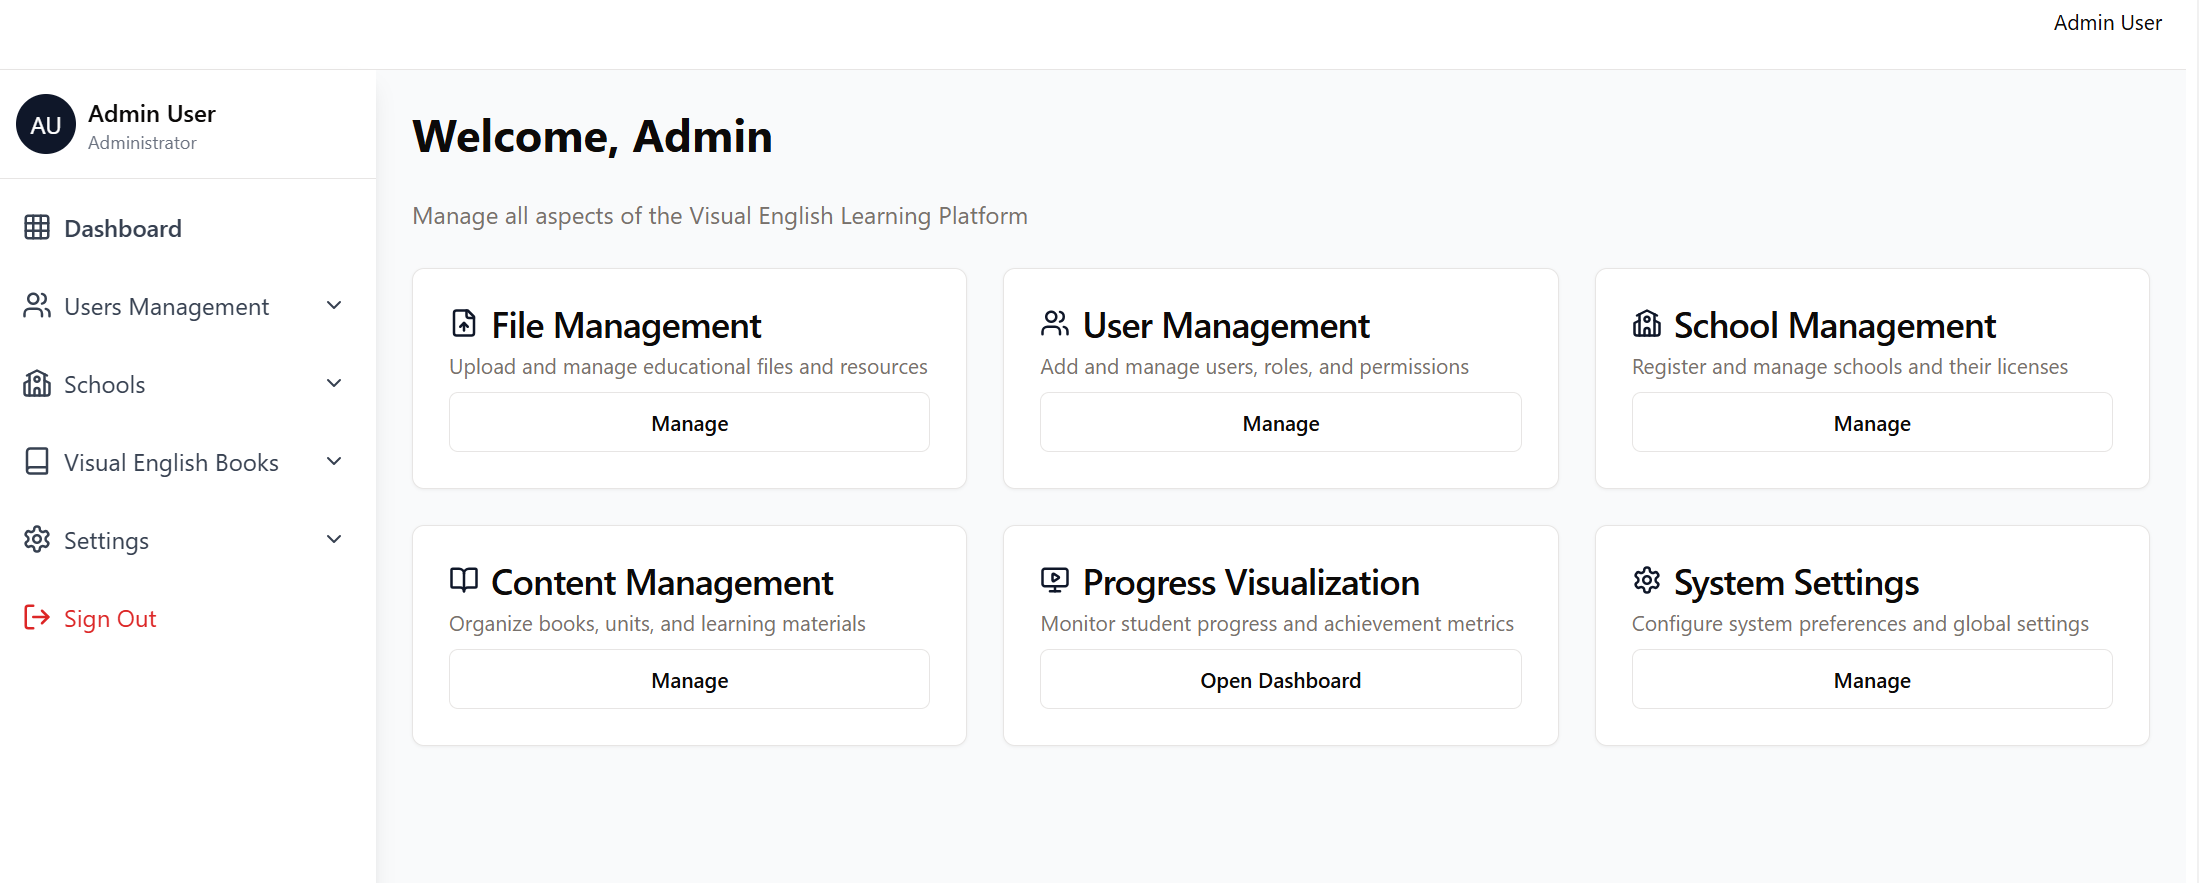 Admin User
AU
Admin User
Administrator
Dashboard
Users Management
Schools
Visual English Books
Settings
Sign Out
Welcome, Admin
Manage all aspects of the Visual English Learning Platform
File Management
Upload and manage educational files and resources
Manage
User Management
Add and manage users, roles, and permissions
Manage
School Management
Register and manage schools and their licenses
Manage
Content Management
Organize books, units, and learning materials
Manage
Progress Visualization
Monitor student progress and achievement metrics
Open Dashboard
System Settings
Configure system preferences and global settings
Manage